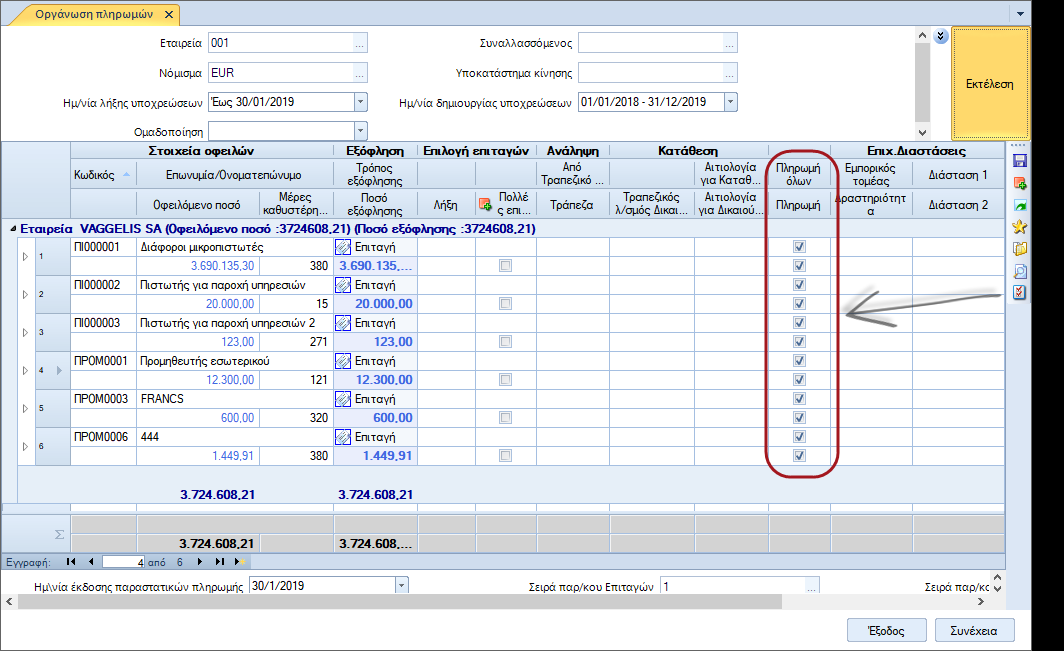 Οργάνωση πληρωμών
Εταιρεία 001 ... Συναλλασσόμενος ...
Νόμισμα EUR ... Υποκατάστημα κίνησης ...
Ημ/νία λήξης υποχρεώσεων Έως 30/01/2019 Ημ/νία δημιουργίας υποχρεώσεων 01/01/2018 - 31/12/2019
Ομαδοποίηση
Εκτέλεση
Στοιχεία οφειλών Εξόφληση Επιλογή επιταγών Ανάληψη Κατάθεση Επιχ.Διαστάσεις
Κωδικός Επωνυμία/Ονοματεπώνυμο Τρόπος εξόφλησης Από Τραπεζικό ... Αιτιολογία για Καταθ... Πληρωμή όλων Εμπορικός τομέας Διάσταση 1
Οφειλόμενο ποσό Μέρες καθυστέρη... Ποσό εξόφλησης Λήξη Πολλές επι... Τράπεζα Τραπεζικός λ/σμός Δικαι... Αιτιολογία για Δικαιού... Πληρωμή Δραστηριότητα Διάσταση 2
Εταιρεία VAGGELIS SA (Οφειλόμενο ποσό :3724608,21) (Ποσό εξόφλησης :3724608,21)
1 ΠΙ000001 Διάφοροι μικροπιστωτές Επιταγή
3.690.135,30 380 3.690.135,...
2 ΠΙ000002 Πιστωτής για παροχή υπηρεσιών Επιταγή
20.000,00 15 20.000,00
3 ΠΙ000003 Πιστωτής για παροχή υπηρεσιών 2 Επιταγή
123,00 271 123,00
4 ΠΡΟΜ0001 Προμηθευτής εσωτερικού Επιταγή
12.300,00 121 12.300,00
5 ΠΡΟΜ0003 FRANCS Επιταγή
600,00 320 600,00
6 ΠΡΟΜ0006 444 Επιταγή
1.449,91 380 1.449,91
3.724.608,21 3.724.608,21
Σ
3.724.608,21 3.724.608,...
Εγγραφή: 4 από 6
Ημ\νία έκδοσης παραστατικών πληρωμής 30/1/2019 Σειρά παρ/κου Επιταγών 1 ... Σειρά παρ/κο
Έξοδος Συνέχεια